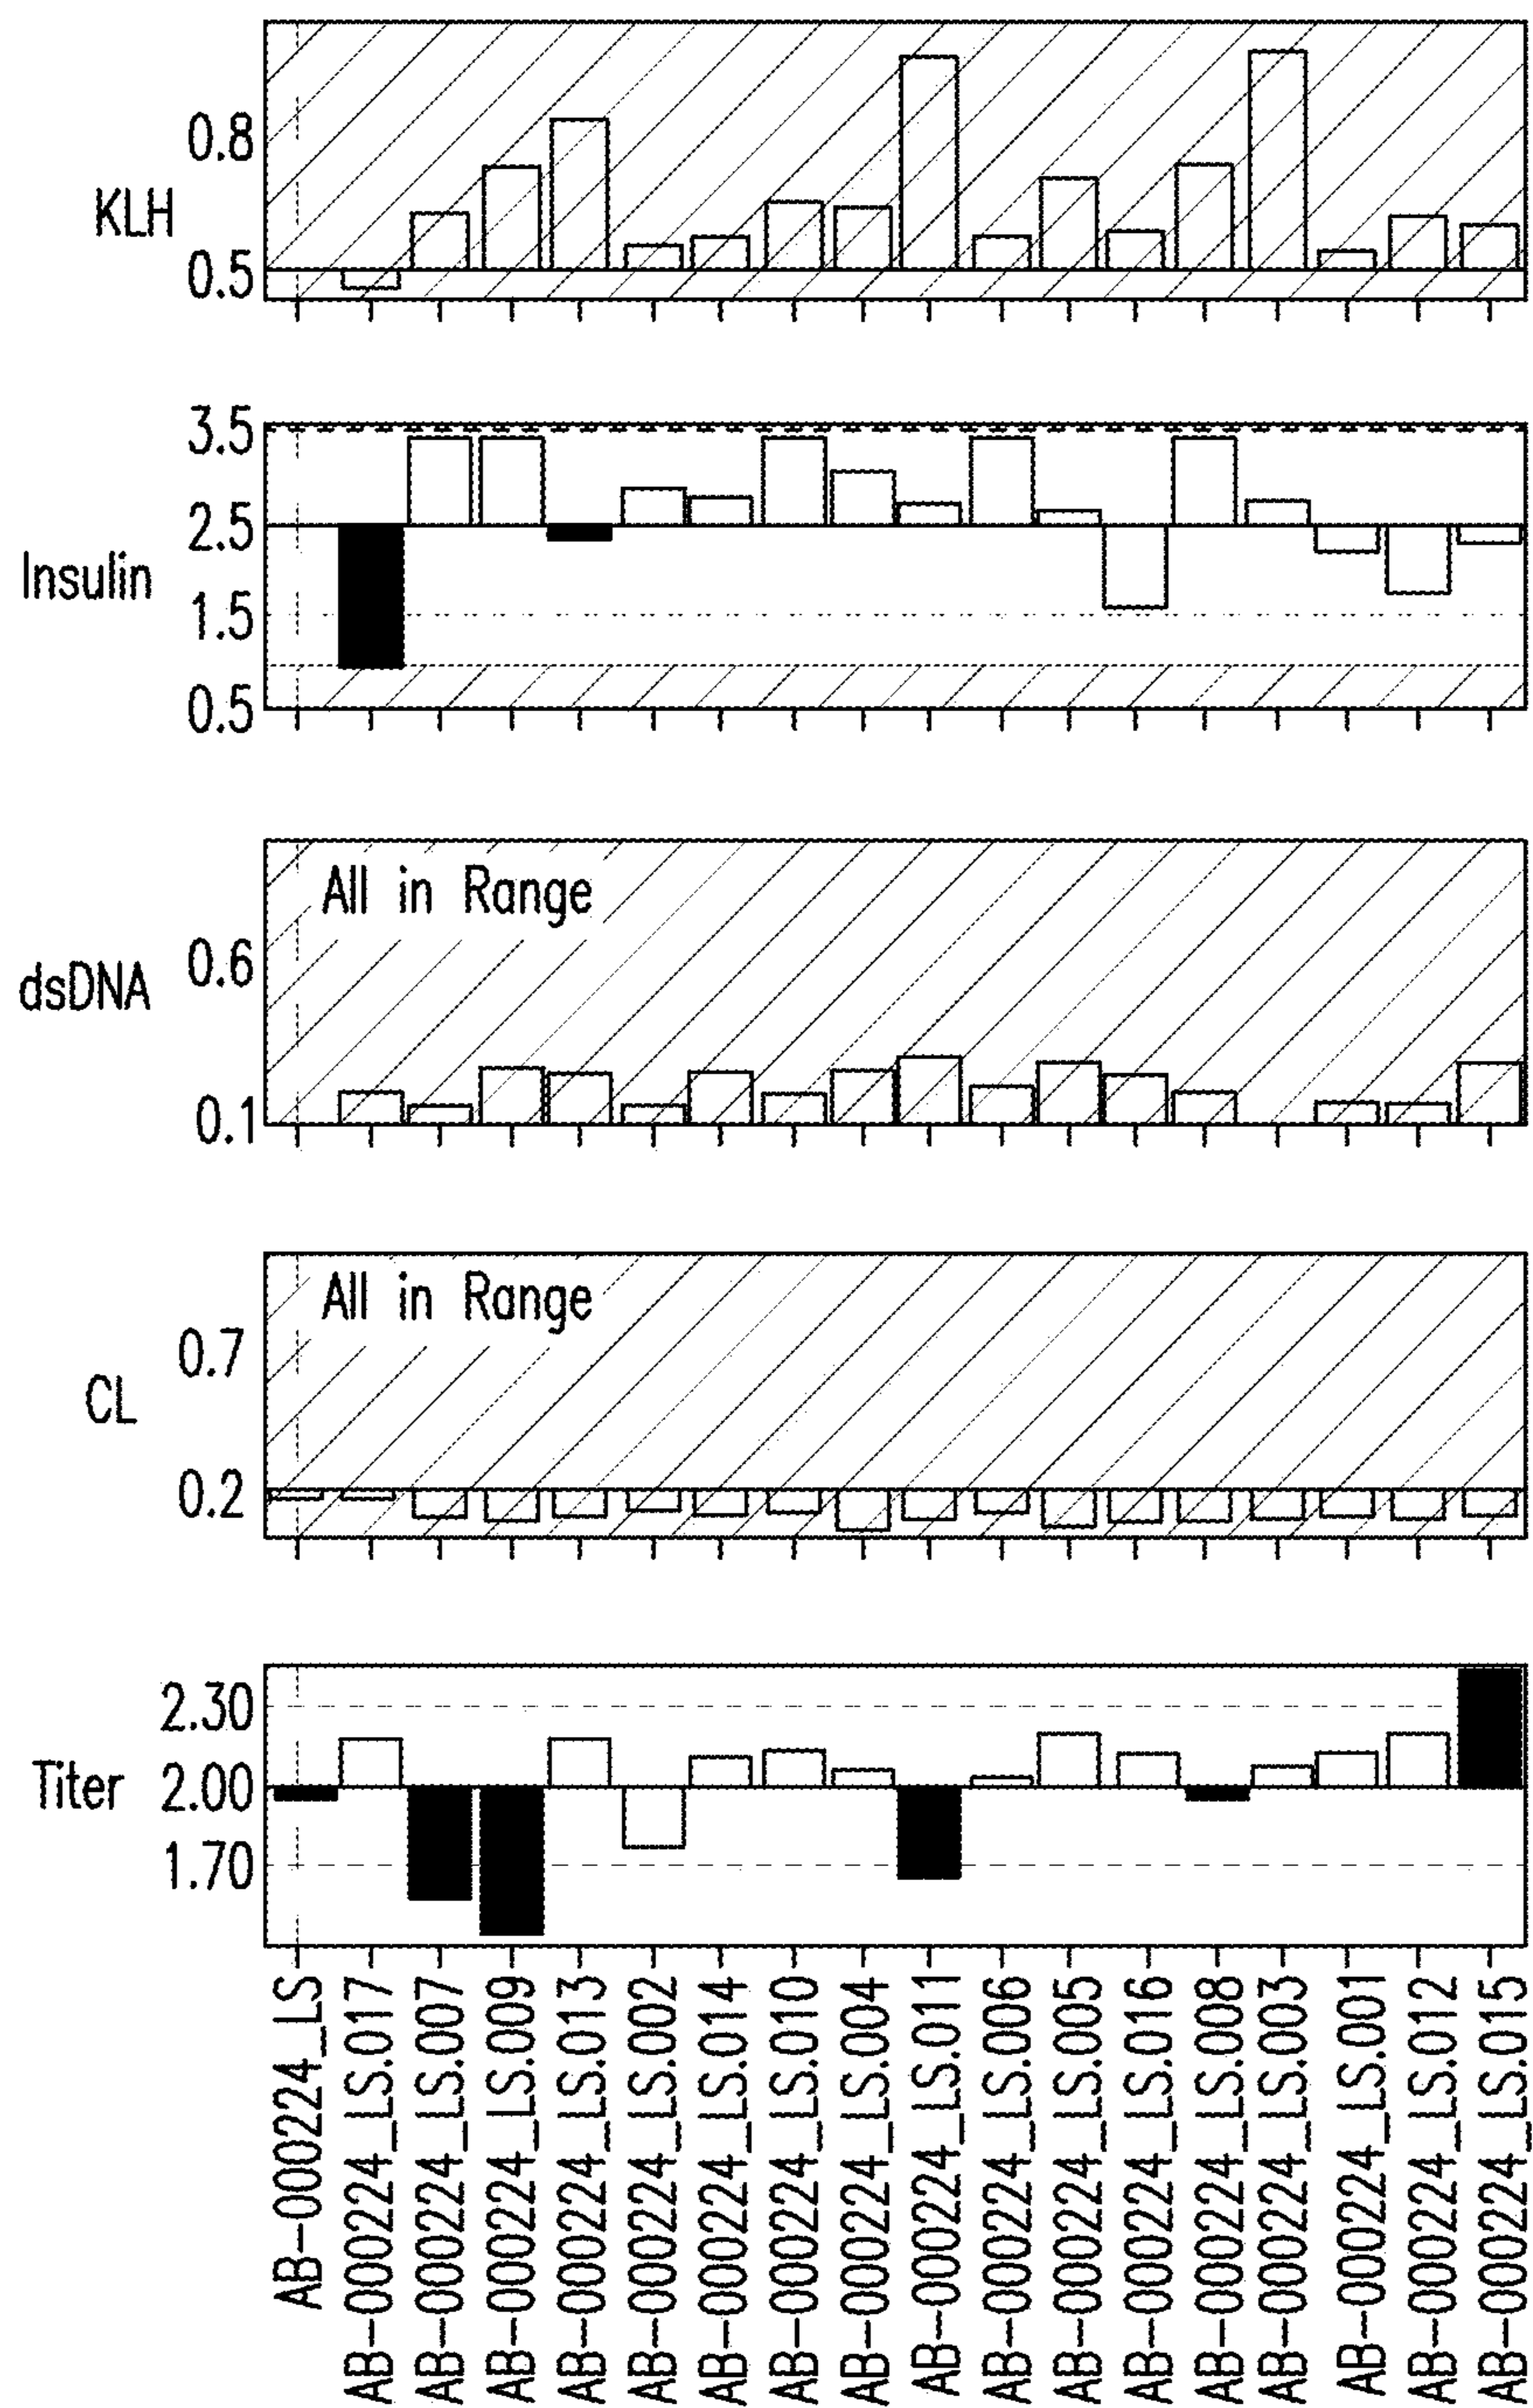 0.8
KLH
0.5
3.5
2.5
Insulin
1.5
0.5
All in Range
0.6
dsDNA
0.1
All in Range
0.7
CL
0.2
2.30
Titer
2.00
1.70
AB-000224_LS
AB-000224_LS.017
AB-000224_LS.007
AB-000224_LS.009
AB-000224_LS.013
AB-000224_LS.002
AB-000224_LS.014
AB-000224_LS.010
AB-000224_LS.004
AB-000224_LS.011
AB-000224_LS.006
AB-000224_LS.005
AB-000224_LS.016
AB-000224_LS.008
AB-000224_LS.003
AB-000224_LS.001
AB-000224_LS.012
AB-000224_LS.015